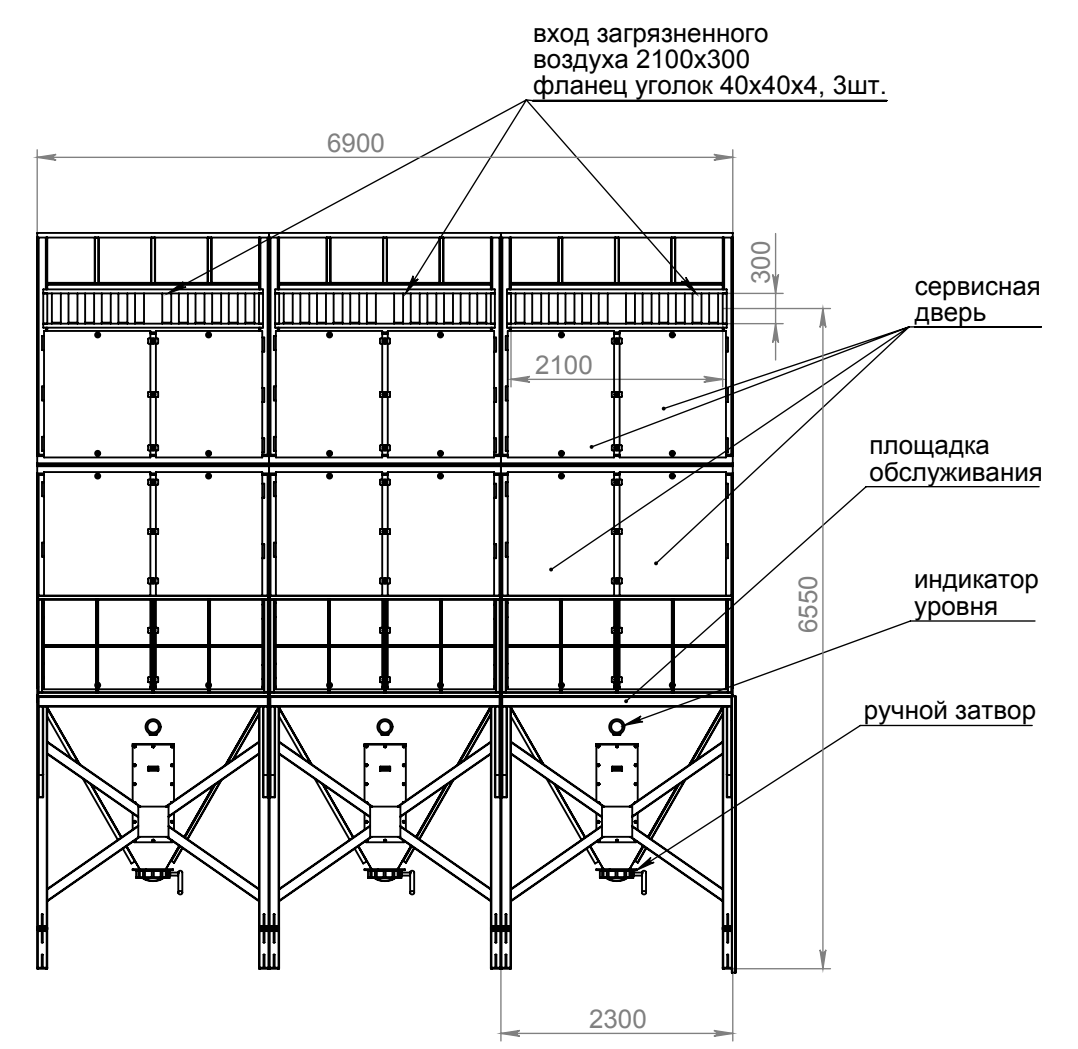 вход загрязненного
воздуха 2100х300
фланец уголок 40х40х4, 3шт.
6900
300
сервисная
дверь
2100
площадка
обслуживания
индикатор
уровня
6550
ручной затвор
2300